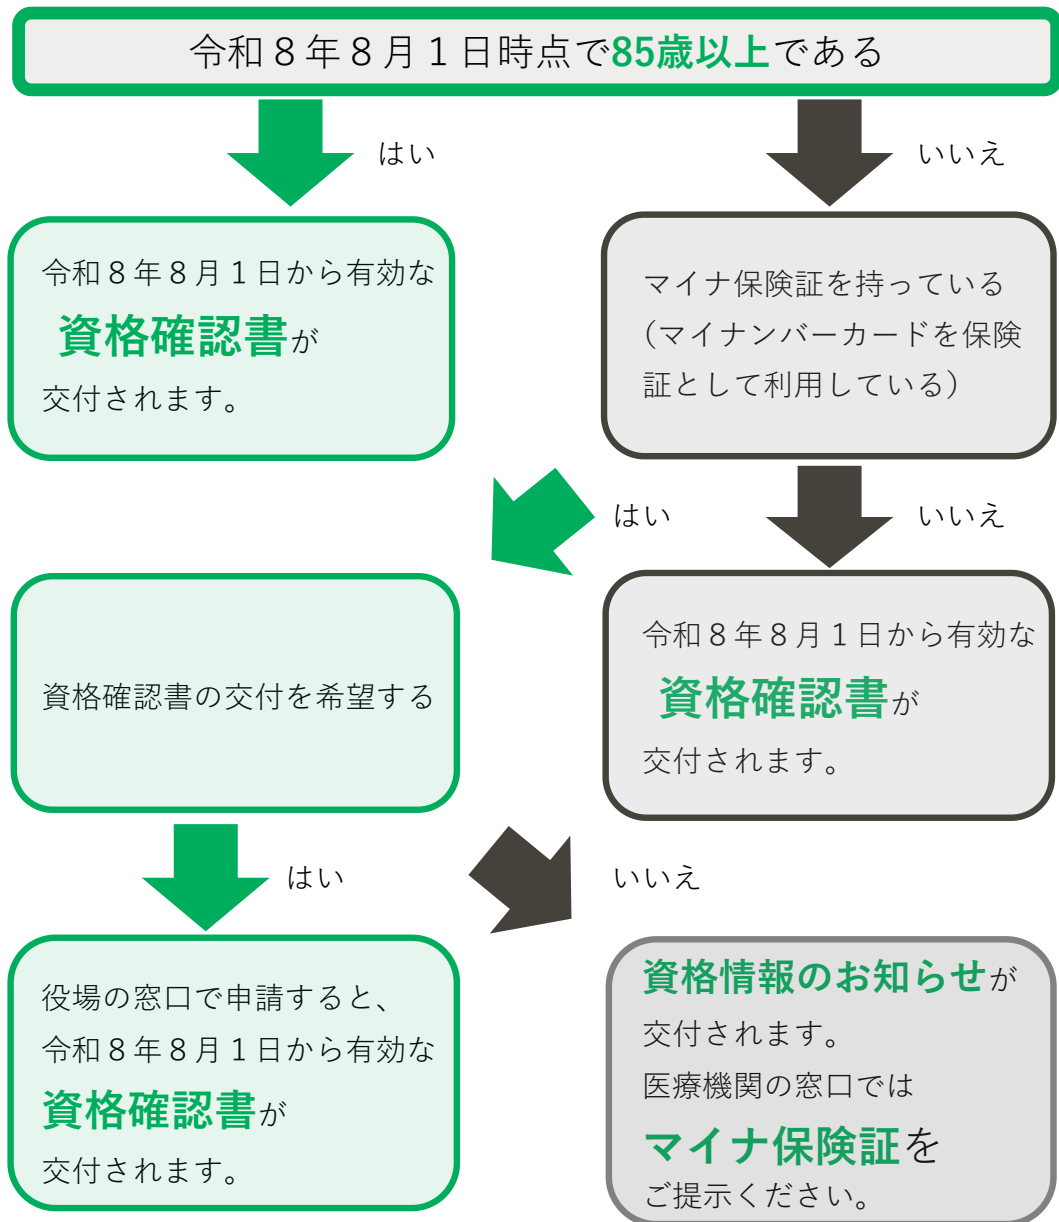 令和８年８月１日時点で85歳以上である
はい
いいえ
令和８年８月１日から有効な
資格確認書が
交付されます。
マイナ保険証を持っている
（マイナンバーカードを保険
証として利用している）
はい
いいえ
資格確認書の交付を希望する
令和８年８月１日から有効な
資格確認書が
交付されます。
はい
いいえ
役場の窓口で申請すると、
令和８年８月１日から有効な
資格確認書が
交付されます。
資格情報のお知らせが
交付されます。
医療機関の窓口では
マイナ保険証を
ご提示ください。